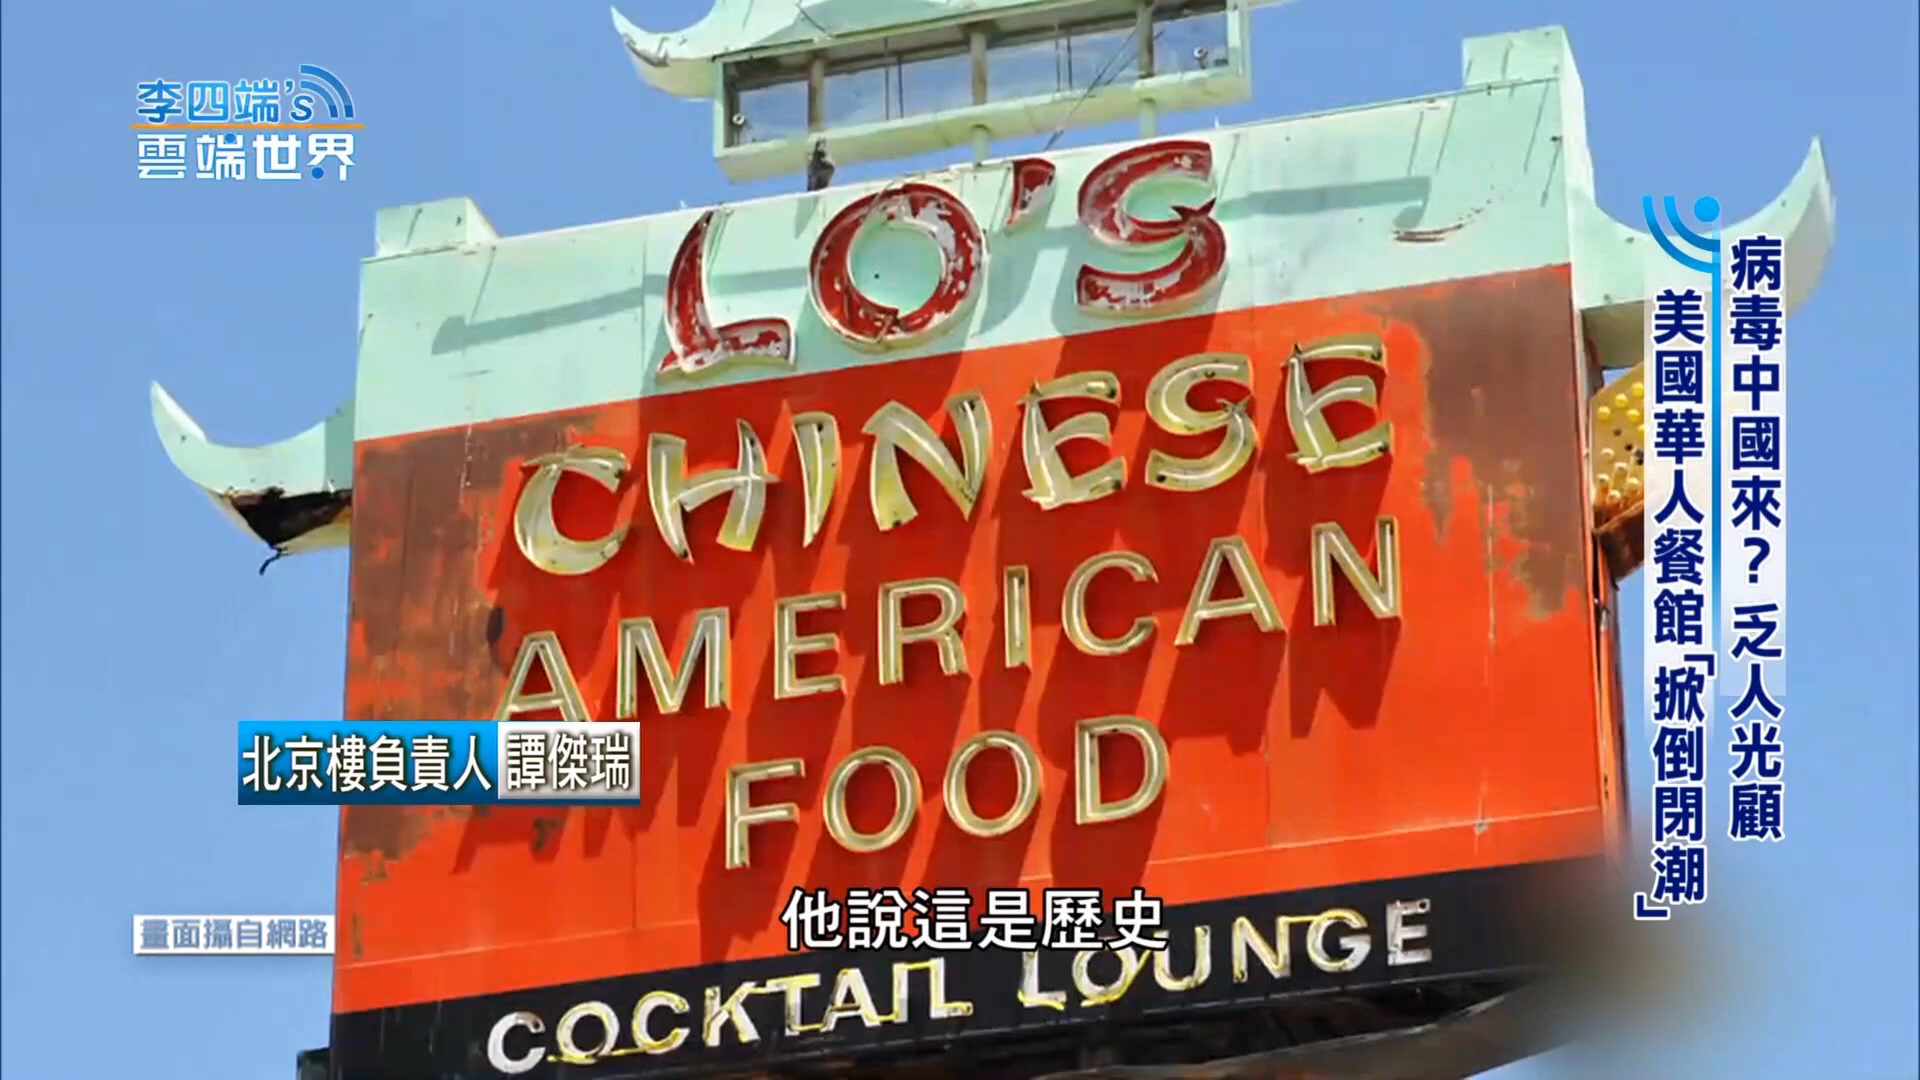 李四端's
雲端世界
病毒中國來？乏人光顧
美國華人餐館「掀倒閉潮」
LO'S
CHINESE
AMERICAN
FOOD
COCKTAIL LOUNGE
北京樓負責人 譚傑瑞
他說這是歷史
畫面攝自網路